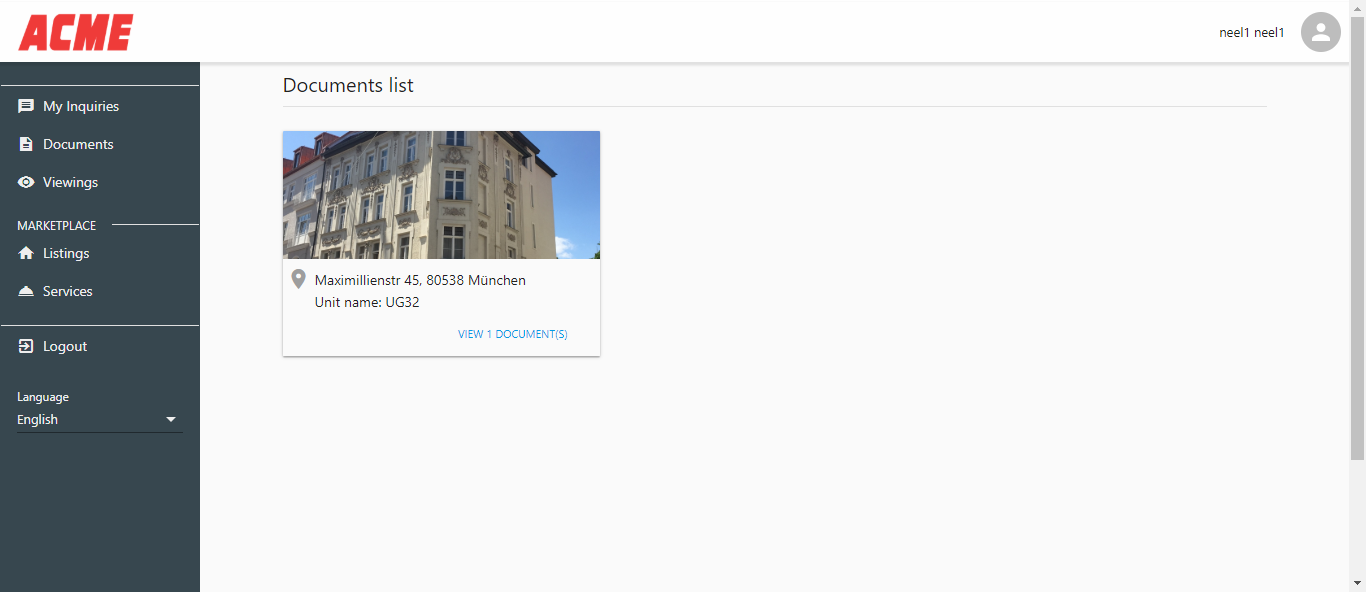 ACME
neel1 neel1
My Inquiries
Documents
Viewings
MARKETPLACE
Listings
Services
Logout
Language
English
Documents list
Maximillienstr 45, 80538 München
Unit name: UG32
VIEW 1 DOCUMENT(S)